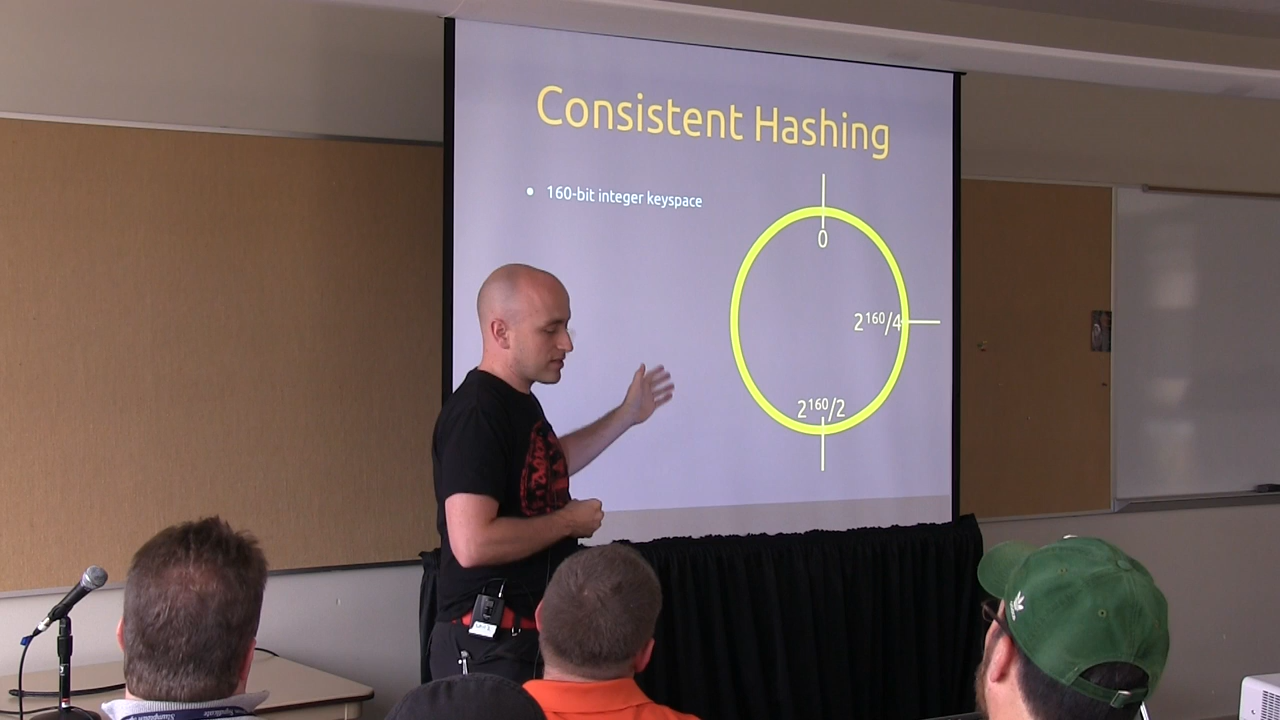 Consistent Hashing
• 160-bit integer keyspace
0
2¹⁶⁰/4
2¹⁶⁰/2